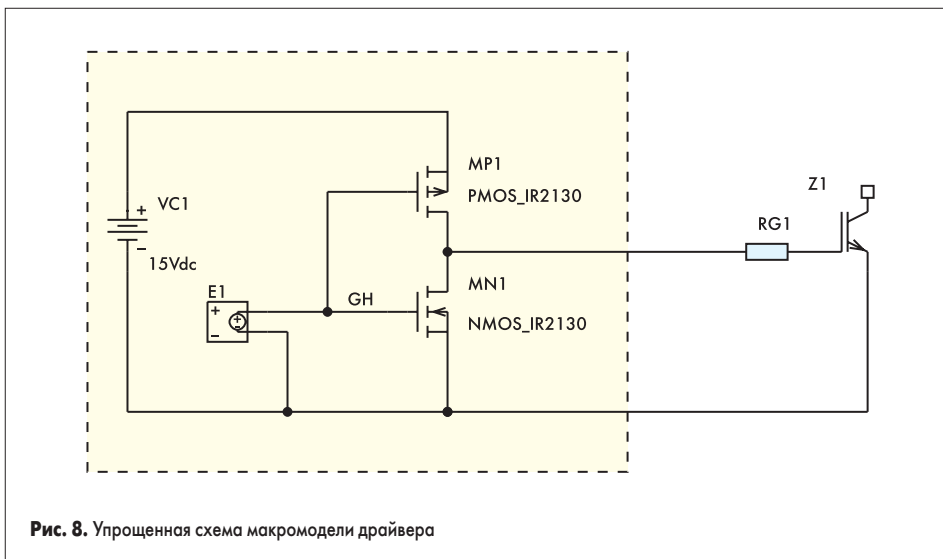 MP1
PMOS_IR2130
Z1
VC1
+
−
15Vdc
RG1
E1
+
−
+
−
GH
MN1
NMOS_IR2130
Рис. 8. Упрощенная схема макромодели драйвера